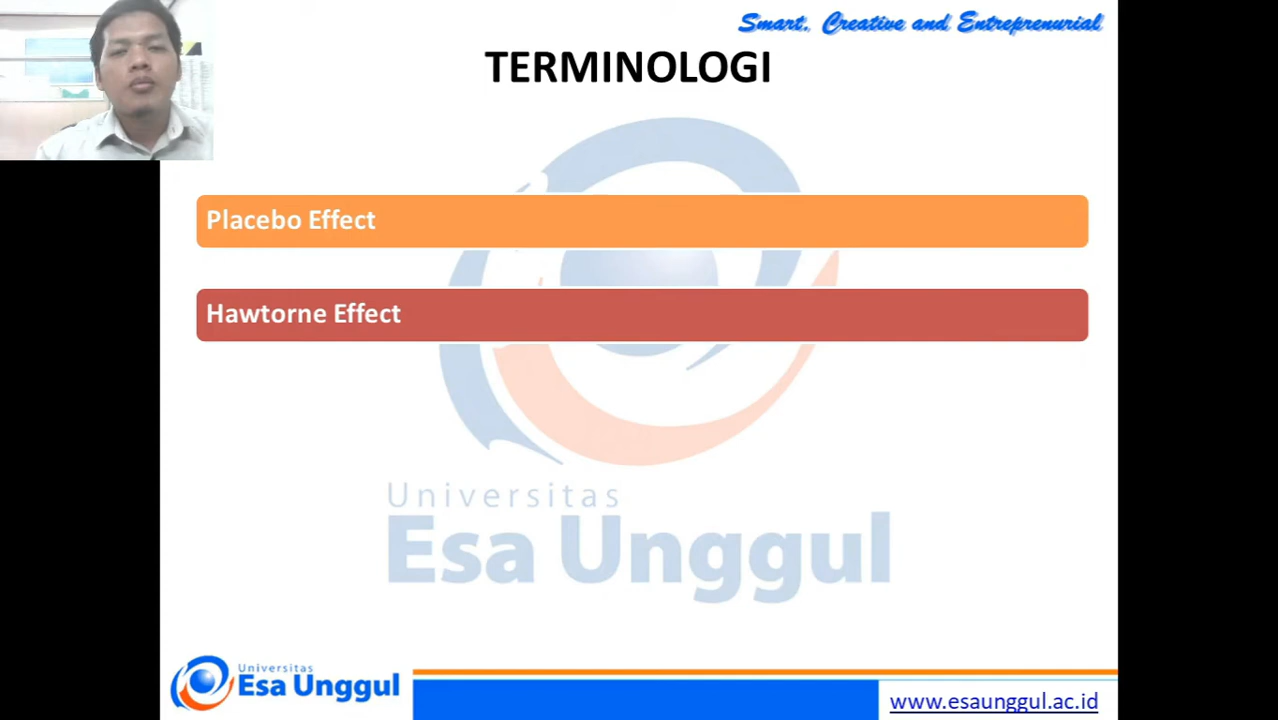 Smart, Creative and Entreprenurial
TERMINOLOGI
Placebo Effect
Hawtorne Effect
Universitas
Esa Unggul
Universitas
Esa Unggul
www.esaunggul.ac.id